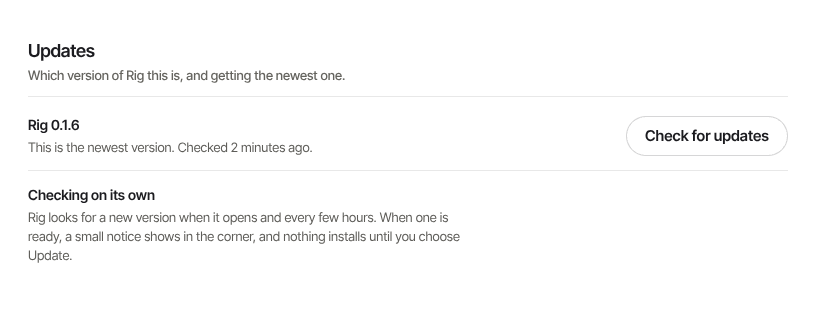 Updates
Which version of Rig this is, and getting the newest one.
Rig 0.1.6
This is the newest version. Checked 2 minutes ago.
Check for updates
Checking on its own
Rig looks for a new version when it opens and every few hours. When one is
ready, a small notice shows in the corner, and nothing installs until you choose
Update.